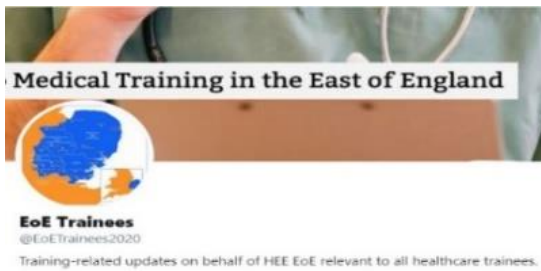 Medical Training in the East of England
EoE Trainees
@EoETrainees2020
Training-related updates on behalf of HEE EoE relevant to all healthcare trainees.